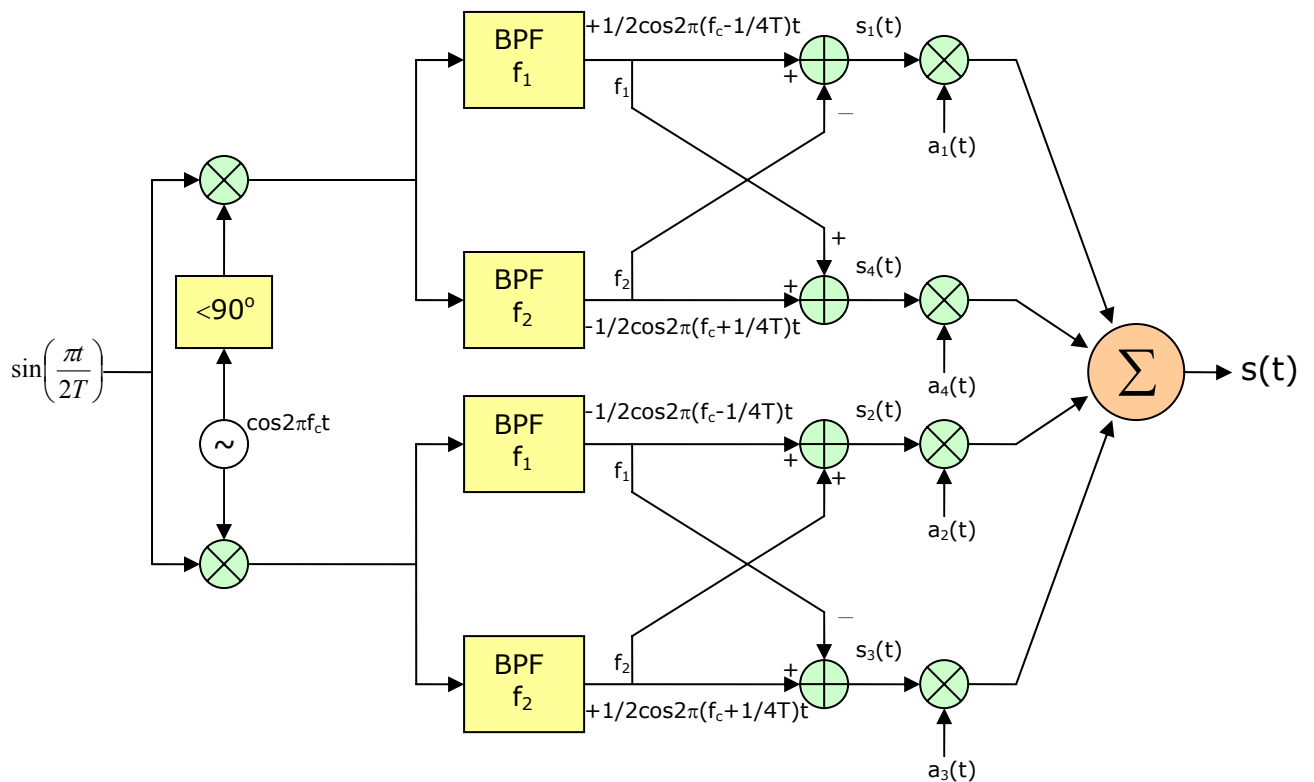 +1/2cos2π(fc-1/4T)t
BPF
f₁
s₁(t)
+
−
f₁
a₁(t)
BPF
f₂
f₂
+
+
s₄(t)
-1/2cos2π(fc+1/4T)t
a₄(t)
<90º
sin(πt/2T)
Σ
s(t)
cos2πfct
~
-1/2cos2π(fc-1/4T)t
BPF
f₁
s₂(t)
+
+
f₁
a₂(t)
BPF
f₂
f₂
−
+
s₃(t)
+1/2cos2π(fc+1/4T)t
a₃(t)